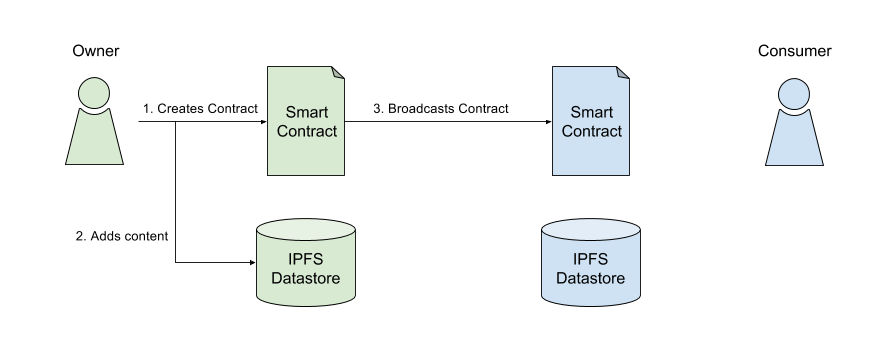 Owner
Consumer
1. Creates Contract
Smart
Contract
3. Broadcasts Contract
Smart
Contract
2. Adds content
IPFS
Datastore
IPFS
Datastore